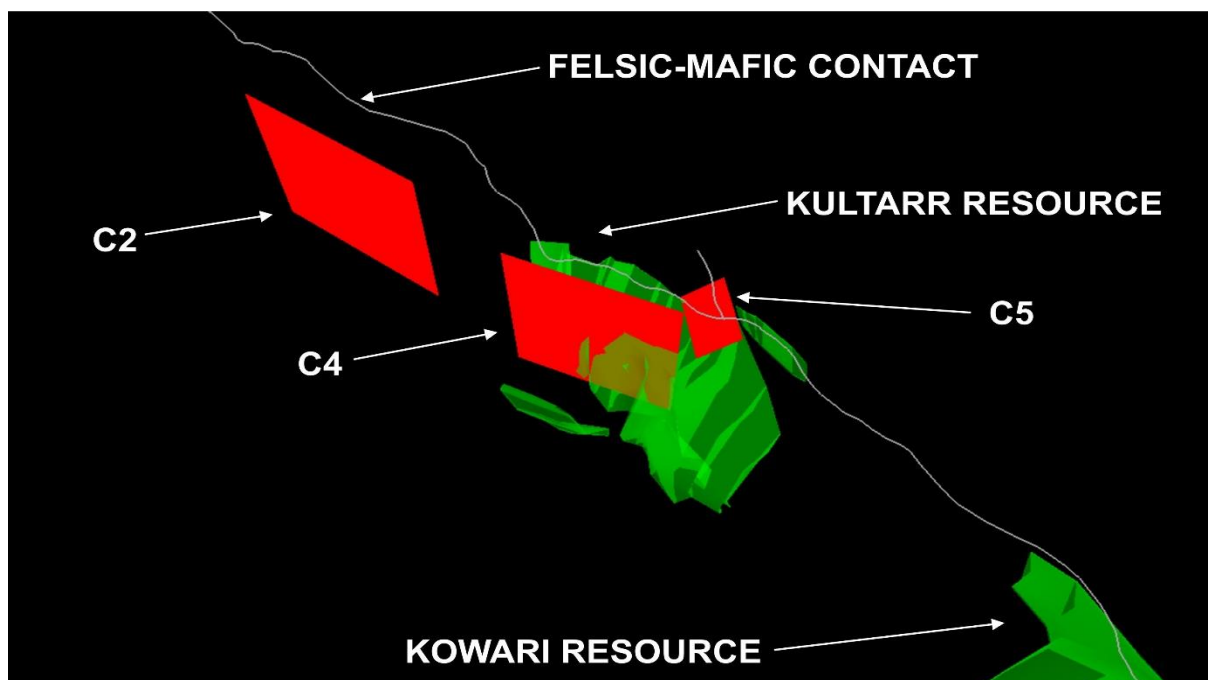 FELSIC-MAFIC CONTACT
KULTARR RESOURCE
C2
C5
C4
KOWARI RESOURCE